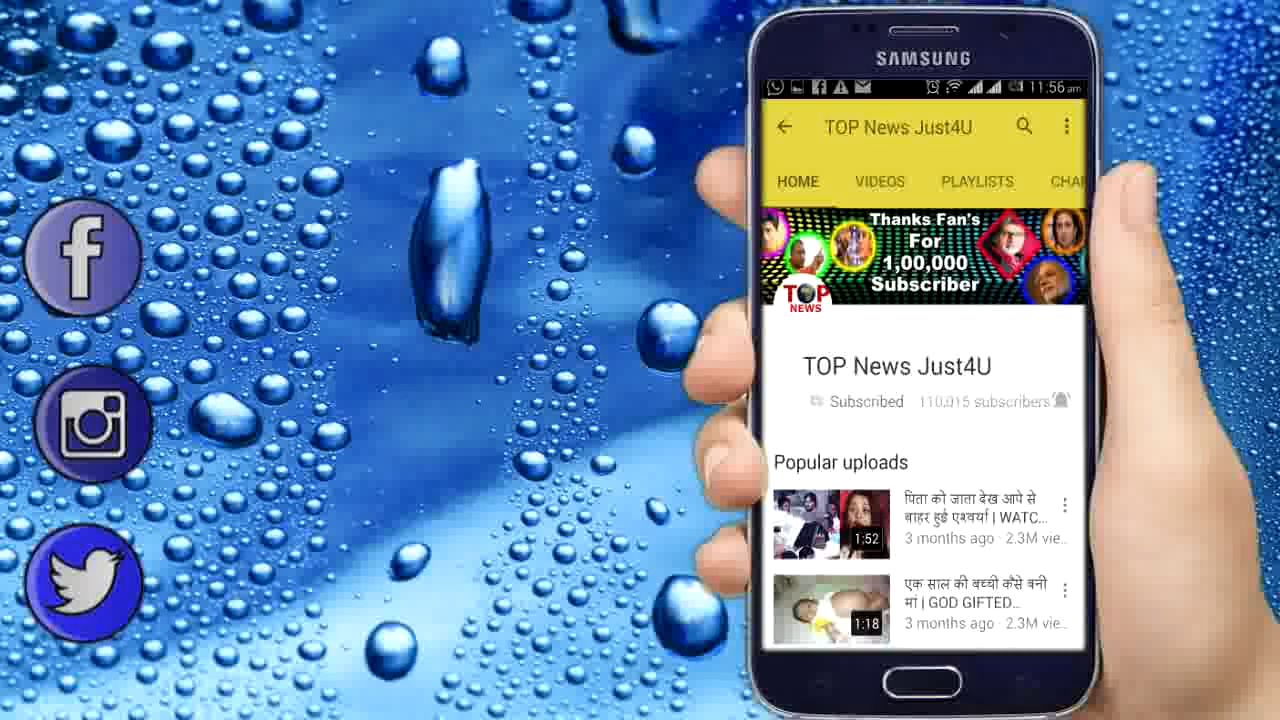 f
SAMSUNG
11:56 am
TOP News Just4U
HOME VIDEOS PLAYLISTS CHA
Thanks Fan's
For
1,00,000
Subscriber
TOP
NEWS
TOP News Just4U
Subscribed 110,915 subscribers
Popular uploads
पिता को जाता देख आपे से
बाहर हुई एश्वर्या | WATC...
1:52
3 months ago · 2.3M vie..
एक साल की बच्ची कैसे बनी
मां | GOD GIFTED...
1:18
3 months ago · 2.3M vie..